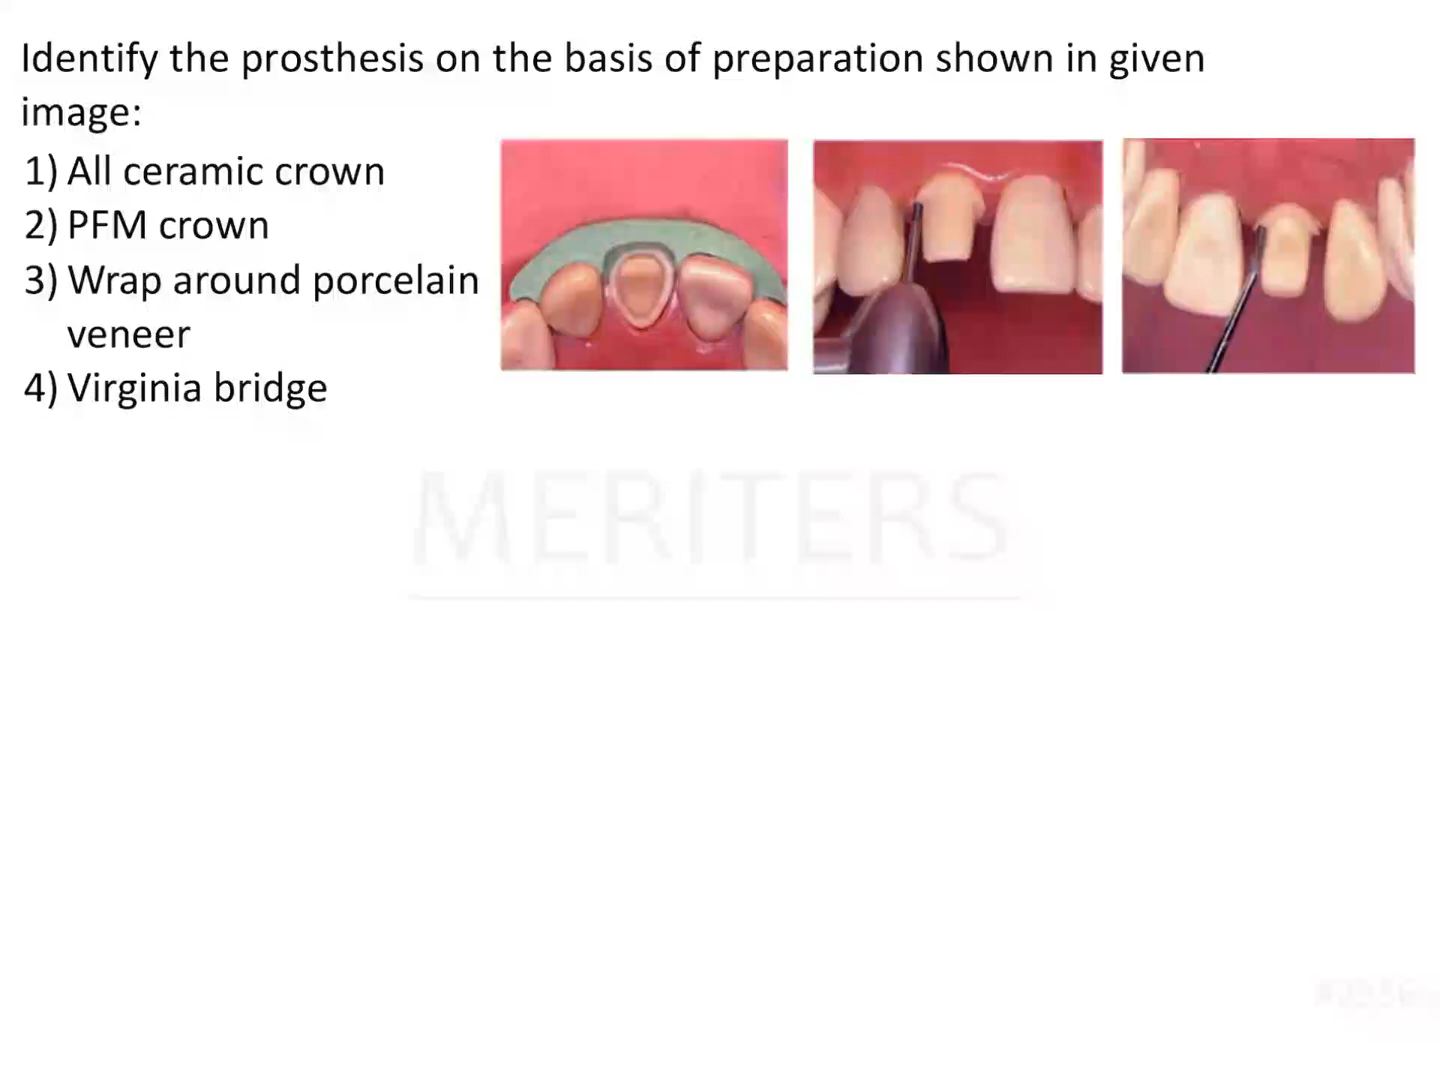 Identify the prosthesis on the basis of preparation shown in given
image:
1) All ceramic crown
2) PFM crown
3) Wrap around porcelain
veneer
4) Virginia bridge
MERITERS